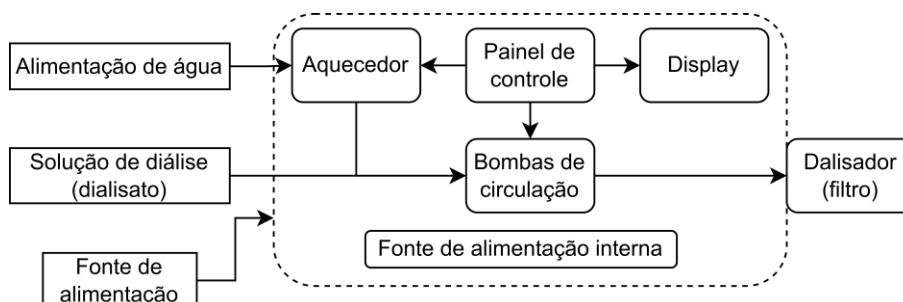 Alimentação de água
Aquecedor
Painel de
controle
Display
Solução de diálise
(dialisato)
Bombas de
circulação
Dalisador
(filtro)
Fonte de alimentação interna
Fonte de
alimentação